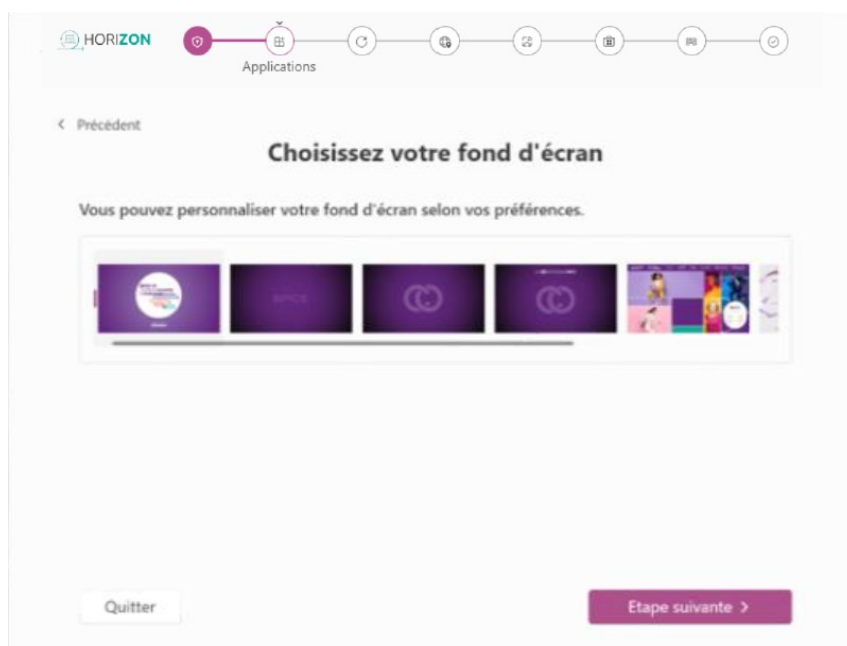 HORIZON
Applications
Précédent
Choisissez votre fond d'écran
Vous pouvez personnaliser votre fond d'écran selon vos préférences.
BPCE
Quitter
Etape suivante